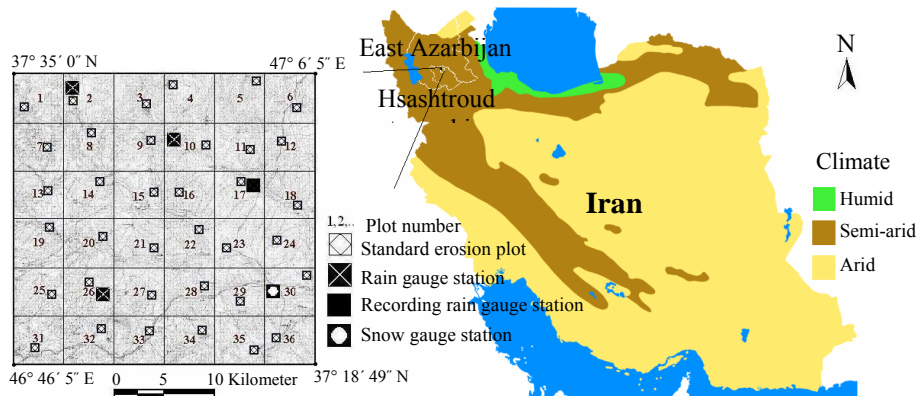 37° 35´ 0˝ N
47° 6´ 5˝ E
1 2 3 4 5 6
7 8 9 10 11 12
13 14 15 16 17 18
19 20 21 22 23 24
25 26 27 28 29 30
31 32 33 34 35 36
46° 46´ 5˝ E
37° 18´ 49˝ N
0 5 10 Kilometer
1,2,.. Plot number
Standard erosion plot
Rain gauge station
Recording rain gauge station
Snow gauge station
East Azarbijan
Hsashtroud
Iran
N
Climate
Humid
Semi-arid
Arid